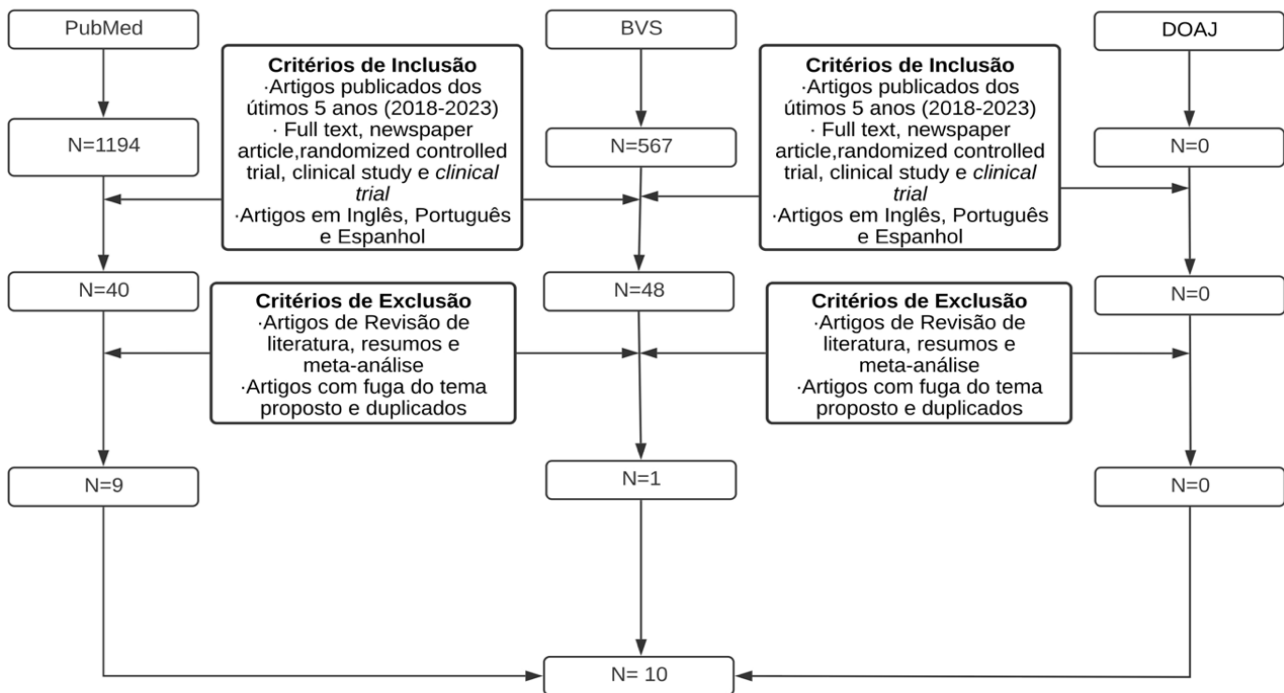 PubMed
BVS
DOAJ
Critérios de Inclusão
·Artigos publicados dos
útimos 5 anos (2018-2023)
· Full text, newspaper
article,randomized controlled
trial, clinical study e clinical
trial
·Artigos em Inglês, Português
e Espanhol
Critérios de Inclusão
·Artigos publicados dos
útimos 5 anos (2018-2023)
· Full text, newspaper
article,randomized controlled
trial, clinical study e clinical
trial
·Artigos em Inglês, Português
e Espanhol
N=1194
N=567
N=0
N=40
N=48
N=0
Critérios de Exclusão
·Artigos de Revisão de
literatura, resumos e
meta-análise
·Artigos com fuga do tema
proposto e duplicados
Critérios de Exclusão
·Artigos de Revisão de
literatura, resumos e
meta-análise
·Artigos com fuga do tema
proposto e duplicados
N=9
N=1
N=0
N= 10